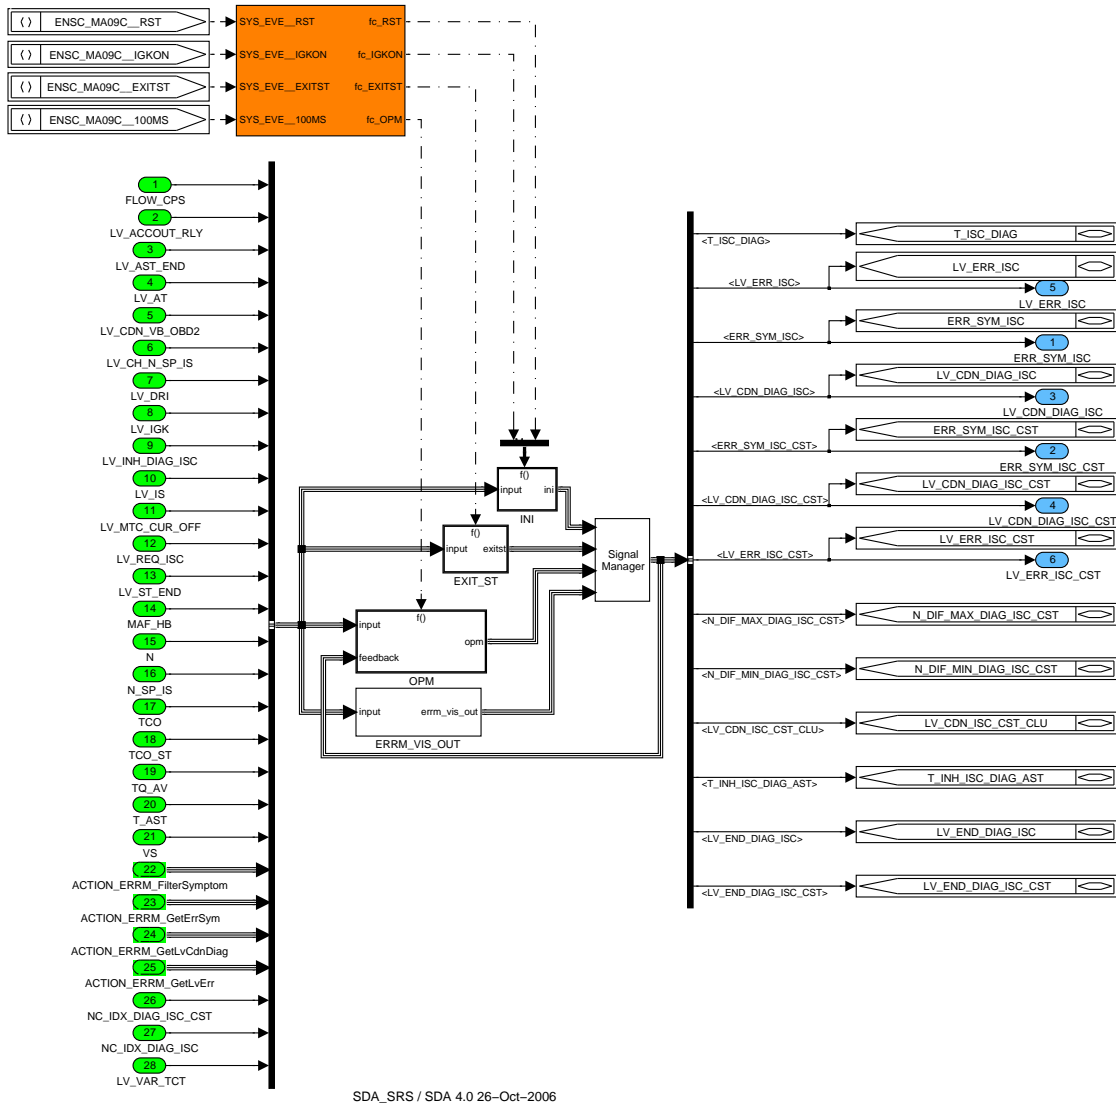 ENSC_MA09C__RST
ENSC_MA09C__IGKON
ENSC_MA09C__EXITST
ENSC_MA09C__100MS
SYS_EVE__RST
fc_RST
SYS_EVE__IGKON
fc_IGKON
SYS_EVE__EXITST
fc_EXITST
SYS_EVE__100MS
fc_OPM
1
FLOW_CPS
2
LV_ACCOUT_RLY
3
LV_AST_END
4
LV_AT
5
LV_CDN_VB_OBD2
6
LV_CH_N_SP_IS
7
LV_DRI
8
LV_IGK
9
LV_INH_DIAG_ISC
10
LV_IS
11
LV_MTC_CUR_OFF
12
LV_REQ_ISC
13
LV_ST_END
14
MAF_HB
15
N
16
N_SP_IS
17
TCO
18
TCO_ST
19
TQ_AV
20
T_AST
21
VS
22
ACTION_ERRM_FilterSymptom
23
ACTION_ERRM_GetErrSym
24
ACTION_ERRM_GetLvCdnDiag
25
ACTION_ERRM_GetLvErr
26
NC_IDX_DIAG_ISC_CST
27
NC_IDX_DIAG_ISC
28
LV_VAR_TCT
f()
input
ini
INI
f()
input
exitst
EXIT_ST
f()
input
opm
feedback
OPM
input
errm_vis_out
ERRM_VIS_OUT
Signal
Manager
<T_ISC_DIAG>
T_ISC_DIAG
LV_ERR_ISC
<LV_ERR_ISC>
5
LV_ERR_ISC
ERR_SYM_ISC
<ERR_SYM_ISC>
1
ERR_SYM_ISC
LV_CDN_DIAG_ISC
<LV_CDN_DIAG_ISC>
3
LV_CDN_DIAG_ISC
ERR_SYM_ISC_CST
<ERR_SYM_ISC_CST>
2
ERR_SYM_ISC_CST
LV_CDN_DIAG_ISC_CST
<LV_CDN_DIAG_ISC_CST>
4
LV_CDN_DIAG_ISC_CST
LV_ERR_ISC_CST
<LV_ERR_ISC_CST>
6
LV_ERR_ISC_CST
N_DIF_MAX_DIAG_ISC_CST
<N_DIF_MAX_DIAG_ISC_CST>
N_DIF_MIN_DIAG_ISC_CST
<N_DIF_MIN_DIAG_ISC_CST>
LV_CDN_ISC_CST_CLU
<LV_CDN_ISC_CST_CLU>
T_INH_ISC_DIAG_AST
<T_INH_ISC_DIAG_AST>
LV_END_DIAG_ISC
<LV_END_DIAG_ISC>
LV_END_DIAG_ISC_CST
<LV_END_DIAG_ISC_CST>
SDA_SRS / SDA 4.0 26–Oct–2006